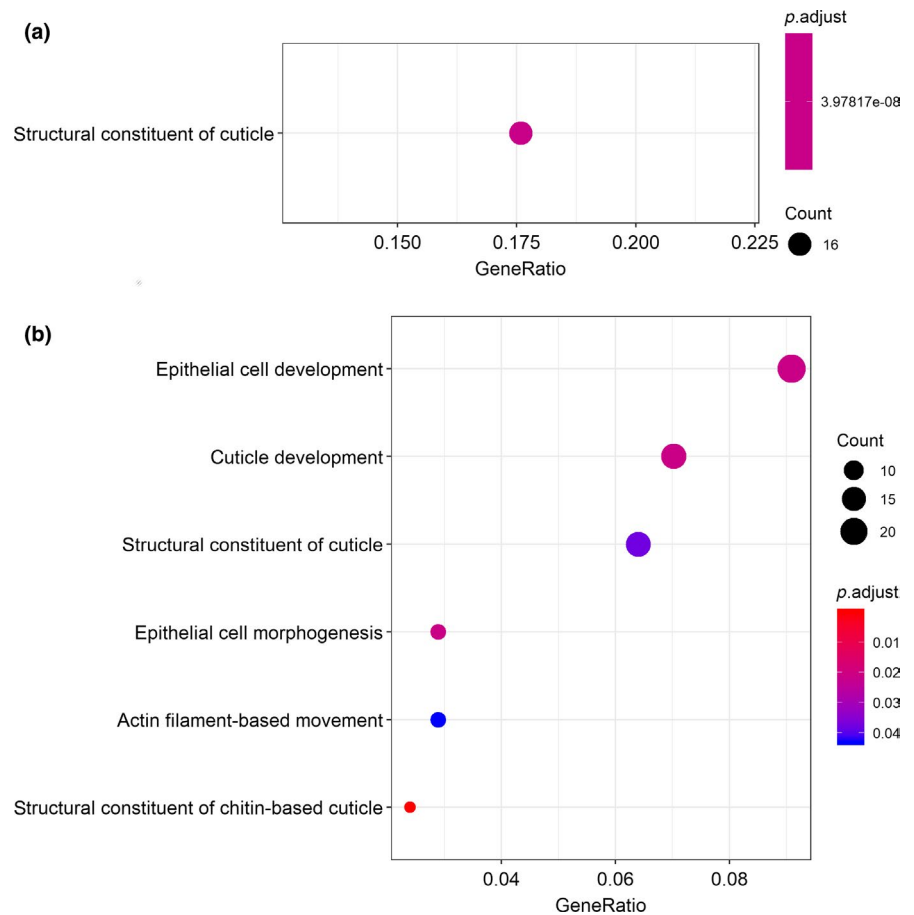 (a)
Structural constituent of cuticle
0.150
0.175
0.200
0.225
GeneRatio
p.adjust
3.97817e-08
Count
16
(b)
Epithelial cell development
Cuticle development
Structural constituent of cuticle
Epithelial cell morphogenesis
Actin filament-based movement
Structural constituent of chitin-based cuticle
0.04
0.06
0.08
GeneRatio
Count
10
15
20
p.adjust
0.01
0.02
0.03
0.04